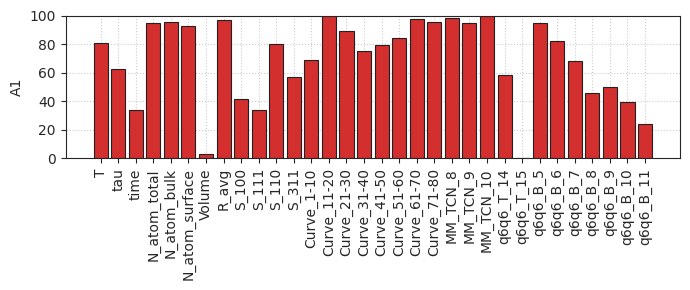 100
80
60
40
20
0
A1
T
tau
time
N_atom_total
N_atom_bulk
N_atom_surface
Volume
R_avg
S_100
S_111
S_110
S_311
Curve_1-10
Curve_11-20
Curve_21-30
Curve_31-40
Curve_41-50
Curve_51-60
Curve_61-70
Curve_71-80
MM_TCN_8
MM_TCN_9
MM_TCN_10
q6q6_T_14
q6q6_T_15
q6q6_B_5
q6q6_B_6
q6q6_B_7
q6q6_B_8
q6q6_B_9
q6q6_B_10
q6q6_B_11